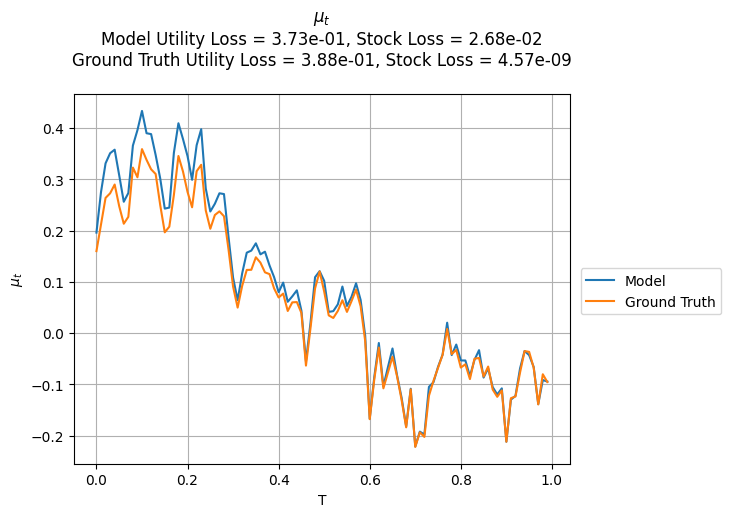 μₜ
Model Utility Loss = 3.73e-01, Stock Loss = 2.68e-02
Ground Truth Utility Loss = 3.88e-01, Stock Loss = 4.57e-09
0.4
0.3
0.2
0.1
0.0
−0.1
−0.2
μₜ
0.0 0.2 0.4 0.6 0.8 1.0
T
Model
Ground Truth